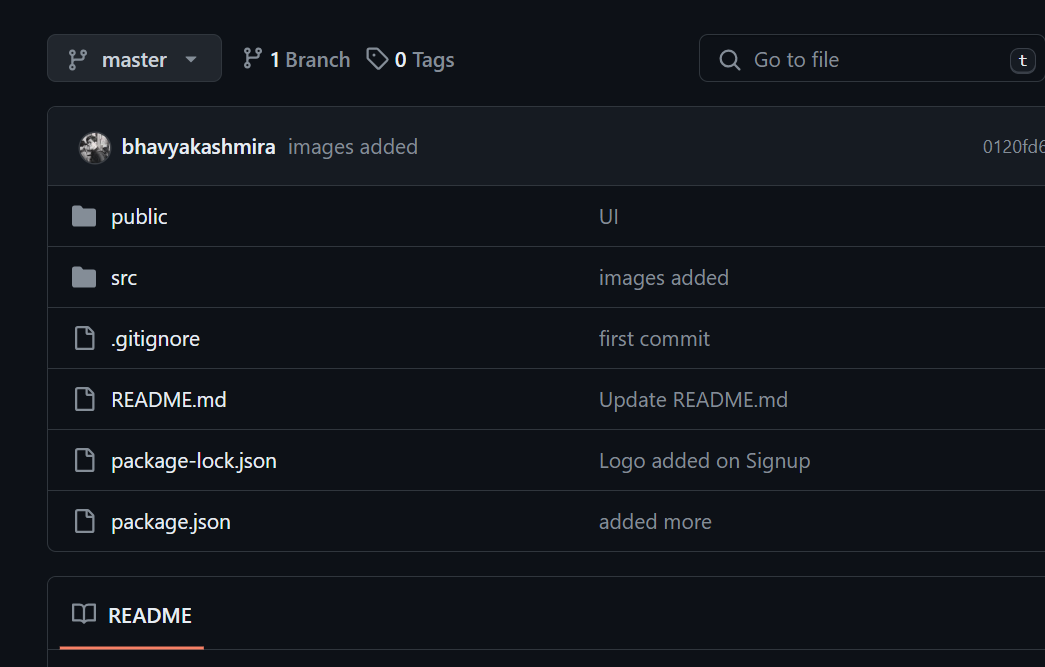 master 1 Branch 0 Tags Go to file t
bhavyakashmira images added 0120fd6
public UI
src images added
.gitignore first commit
README.md Update README.md
package-lock.json Logo added on Signup
package.json added more
README